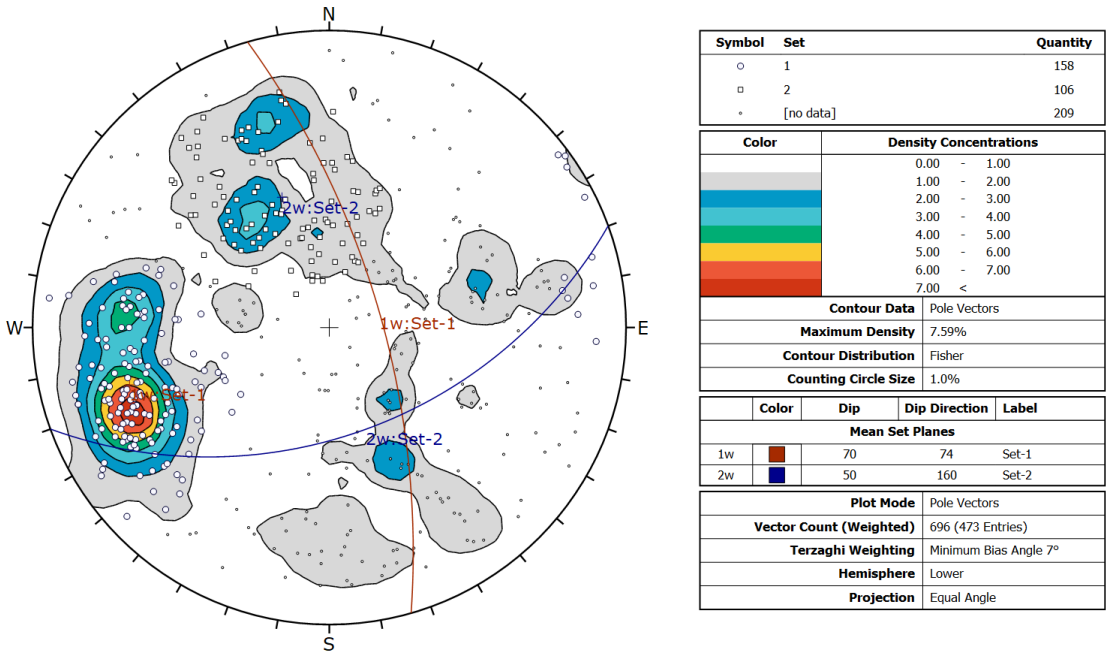 N
W
E
S
2w:Set-2
1w:Set-1
2w:Set-2
Symbol Set Quantity
1 158
2 106
[no data] 209
Color Density Concentrations
0.00 - 1.00
1.00 - 2.00
2.00 - 3.00
3.00 - 4.00
4.00 - 5.00
5.00 - 6.00
6.00 - 7.00
7.00 <
Contour Data Pole Vectors
Maximum Density 7.59%
Contour Distribution Fisher
Counting Circle Size 1.0%
Color Dip Dip Direction Label
Mean Set Planes
1w 70 74 Set-1
2w 50 160 Set-2
Plot Mode Pole Vectors
Vector Count (Weighted) 696 (473 Entries)
Terzaghi Weighting Minimum Bias Angle 7°
Hemisphere Lower
Projection Equal Angle